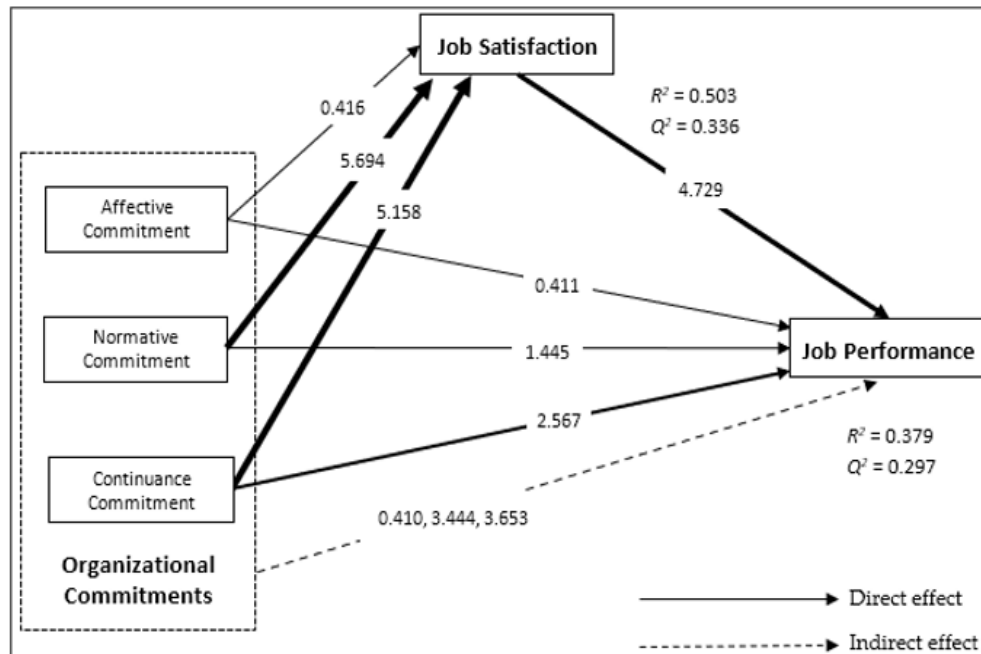 Job Satisfaction
0.416
R² = 0.503
Q² = 0.336
5.694
5.158
4.729
Affective
Commitment
0.411
Normative
Commitment
1.445
Job Performance
2.567
R² = 0.379
Q² = 0.297
Continuance
Commitment
0.410, 3.444, 3.653
Organizational
Commitments
Direct effect
Indirect effect